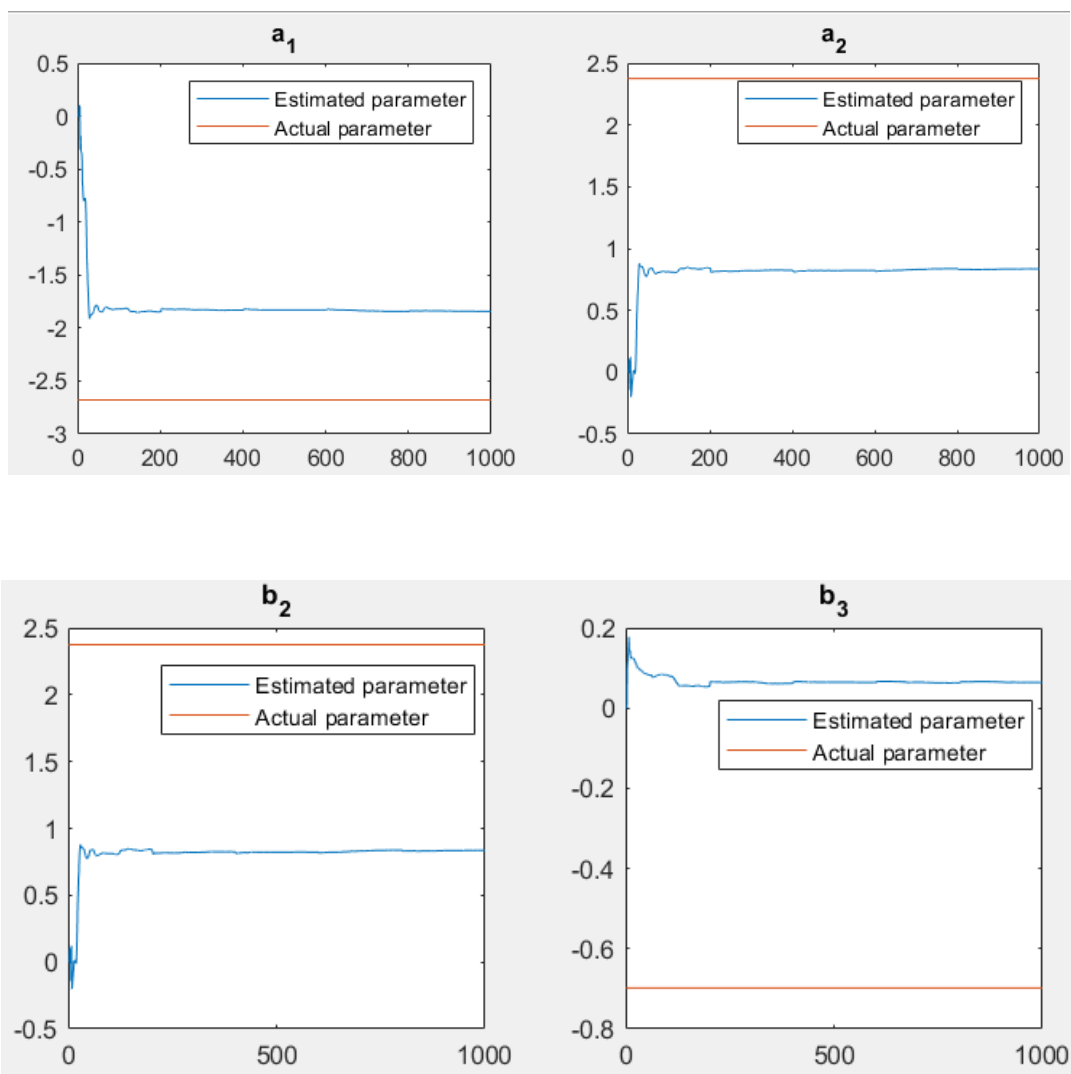 a1
0.5
0
-0.5
-1
-1.5
-2
-2.5
-3
Estimated parameter
Actual parameter
0 200 400 600 800 1000
a2
2.5
2
1.5
1
0.5
0
-0.5
Estimated parameter
Actual parameter
0 200 400 600 800 1000
b2
2.5
2
1.5
1
0.5
0
-0.5
Estimated parameter
Actual parameter
0 500 1000
b3
0.2
0
-0.2
-0.4
-0.6
-0.8
Estimated parameter
Actual parameter
0 500 1000